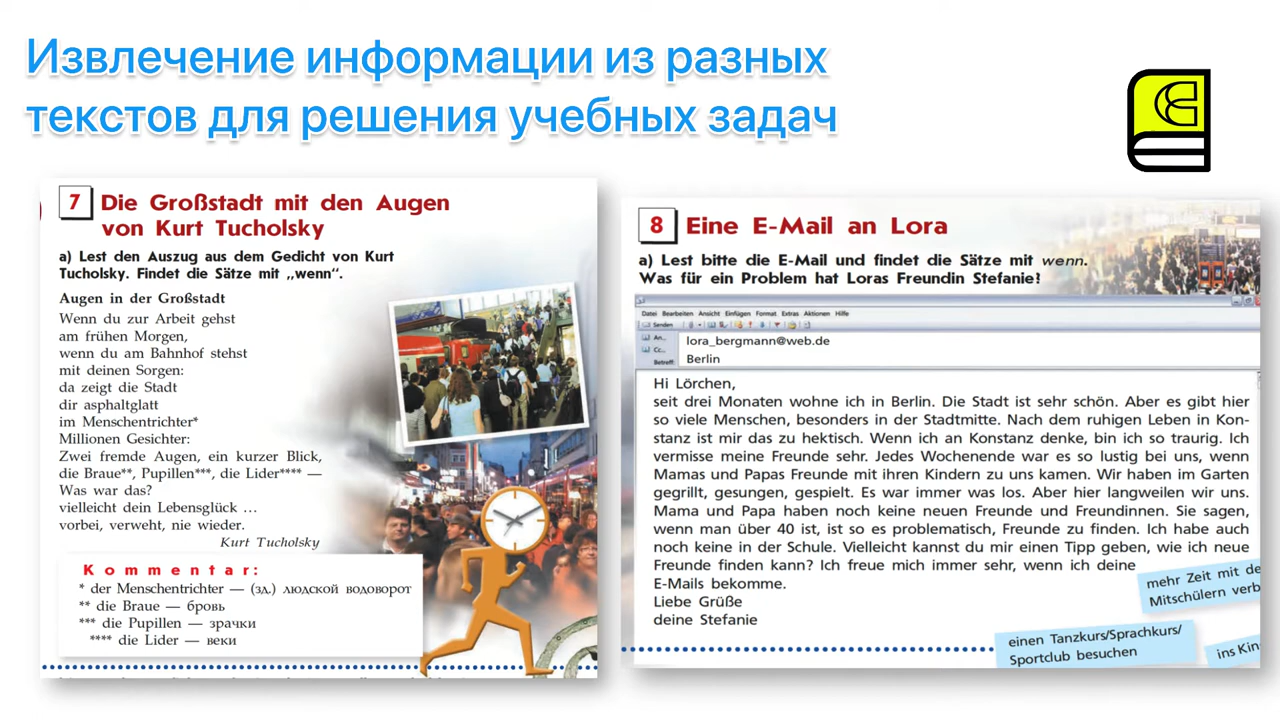 Извлечение информации из разных
текстов для решения учебных задач
7 Die Großstadt mit den Augen
von Kurt Tucholsky
a) Lest den Auszug aus dem Gedicht von Kurt
Tucholsky. Findet die Sätze mit „wenn“.
Augen in der Großstadt
Wenn du zur Arbeit gehst
am frühen Morgen,
wenn du am Bahnhof stehst
mit deinen Sorgen:
da zeigt die Stadt
dir asphaltglatt
im Menschentrichter*
Millionen Gesichter:
Zwei fremde Augen, ein kurzer Blick,
die Braue**, Pupillen***, die Lider**** —
Was war das?
vielleicht dein Lebensglück ...
vorbei, verweht, nie wieder.
Kurt Tucholsky
Kommentar:
* der Menschentrichter — (зд.) людской водоворот
** die Braue — бровь
*** die Pupillen — зрачки
**** die Lider — веки
8 Eine E-Mail an Lora
a) Lest bitte die E-Mail und findet die Sätze mit wenn.
Was für ein Problem hat Loras Freundin Stefanie?
Datei Bearbeiten Ansicht Einfügen Format Extras Aktionen Hilfe
Senden
An...
lora_bergmann@web.de
Cc...
Betreff:
Berlin
Hi Lörchen,
seit drei Monaten wohne ich in Berlin. Die Stadt ist sehr schön. Aber es gibt hier
so viele Menschen, besonders in der Stadtmitte. Nach dem ruhigen Leben in Kon-
stanz ist mir das zu hektisch. Wenn ich an Konstanz denke, bin ich so traurig. Ich
vermisse meine Freunde sehr. Jedes Wochenende war es so lustig bei uns, wenn
Mamas und Papas Freunde mit ihren Kindern zu uns kamen. Wir haben im Garten
gegrillt, gesungen, gespielt. Es war immer was los. Aber hier langweilen wir uns.
Mama und Papa haben noch keine neuen Freunde und Freundinnen. Sie sagen,
wenn man über 40 ist, ist so es problematisch, Freunde zu finden. Ich habe auch
noch keine in der Schule. Vielleicht kannst du mir einen Tipp geben, wie ich neue
Freunde finden kann? Ich freue mich immer sehr, wenn ich deine
E-Mails bekomme.
Liebe Grüße
deine Stefanie
mehr Zeit mit de
Mitschülern verb
einen Tanzkurs/Sprachkurs/
Sportclub besuchen
ins Kin